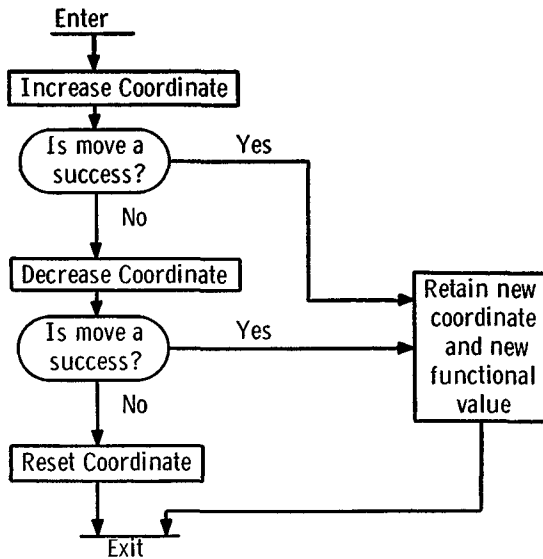 Enter
Increase Coordinate
Is move a
success?
Yes
No
Decrease Coordinate
Is move a
success?
Yes
No
Retain new
coordinate
and new
functional
value
Reset Coordinate
Exit